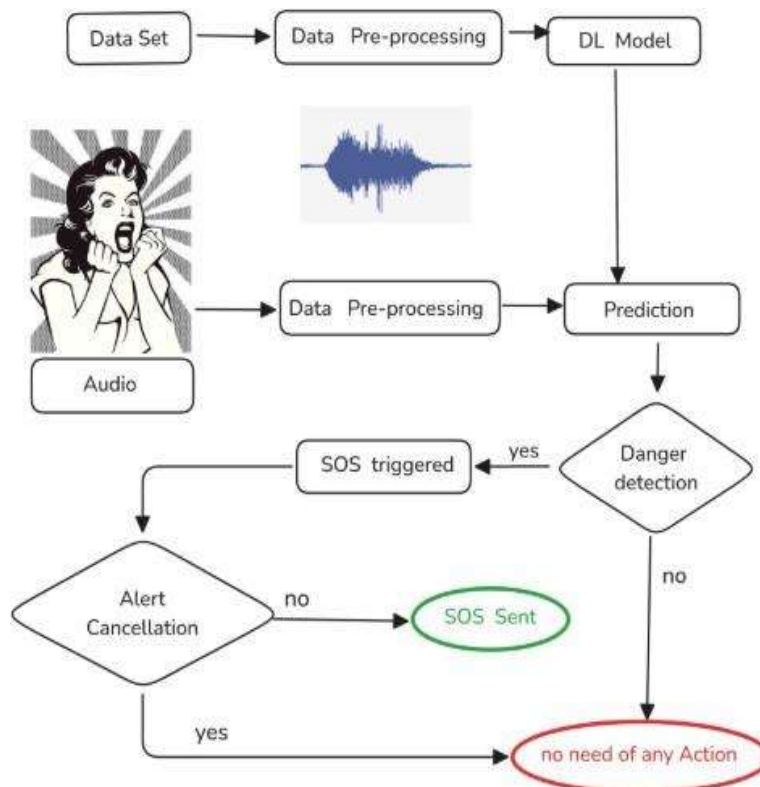 Data Set
Data Pre-processing
DL Model
Data Pre-processing
Prediction
Audio
SOS triggered
yes
Danger
detection
no
Alert
Cancellation
no
SOS Sent
yes
no need of any Action